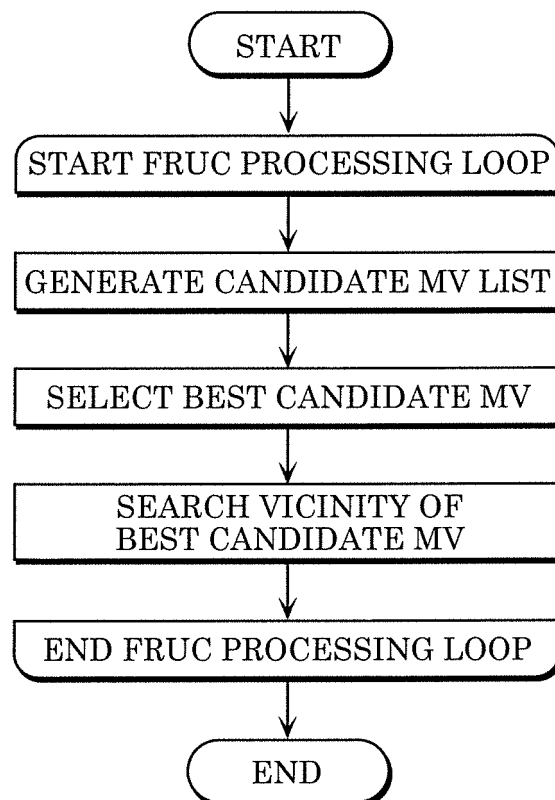 START
START FRUC PROCESSING LOOP
GENERATE CANDIDATE MV LIST
SELECT BEST CANDIDATE MV
SEARCH VICINITY OF
BEST CANDIDATE MV
END FRUC PROCESSING LOOP
END